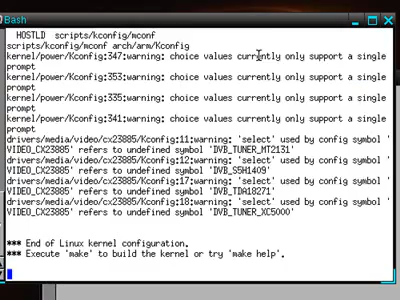 Bash
HOSTLD  scripts/kconfig/mconf
scripts/kconfig/mconf arch/arm/Kconfig
kernel/power/Kconfig:347:warning: choice values currently only support a single
prompt
kernel/power/Kconfig:353:warning: choice values currently only support a single
prompt
kernel/power/Kconfig:335:warning: choice values currently only support a single
prompt
kernel/power/Kconfig:341:warning: choice values currently only support a single
prompt
drivers/media/video/cx23885/Kconfig:11:warning: 'select' used by config symbol '
VIDEO_CX23885' refers to undefined symbol 'DVB_TUNER_MT2131'
drivers/media/video/cx23885/Kconfig:12:warning: 'select' used by config symbol '
VIDEO_CX23885' refers to undefined symbol 'DVB_S5H1409'
drivers/media/video/cx23885/Kconfig:17:warning: 'select' used by config symbol '
VIDEO_CX23885' refers to undefined symbol 'DVB_TDA18271'
drivers/media/video/cx23885/Kconfig:18:warning: 'select' used by config symbol '
VIDEO_CX23885' refers to undefined symbol 'DVB_TUNER_XC5000'
*** End of Linux kernel configuration.
*** Execute 'make' to build the kernel or try 'make help'.